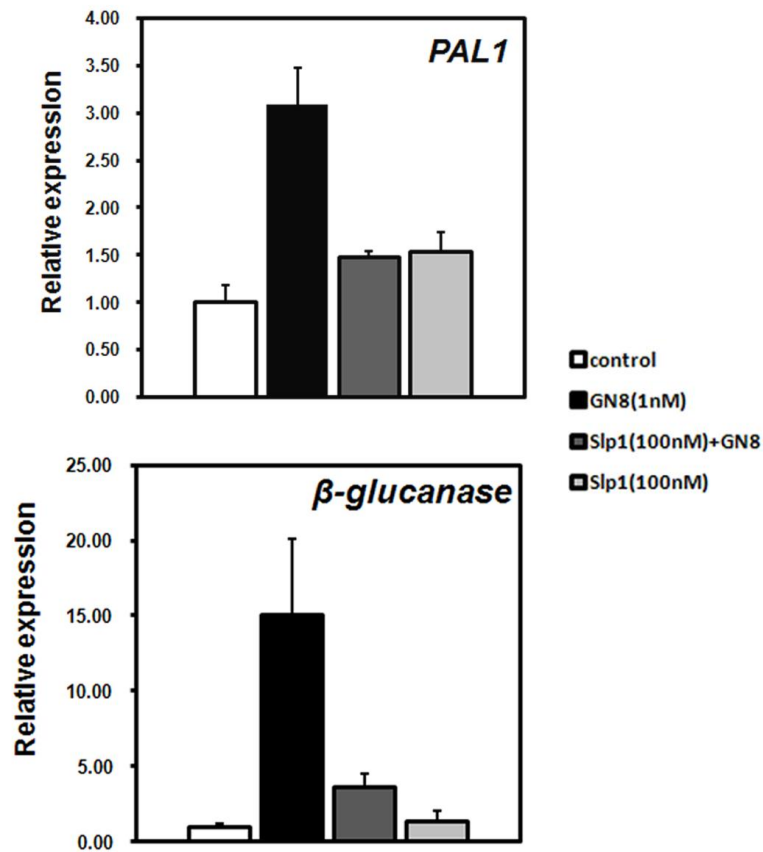 PAL1
Relative expression
4.00
3.50
3.00
2.50
2.00
1.50
1.00
0.50
0.00
control
GN8(1nM)
Slp1(100nM)+GN8
Slp1(100nM)
β-glucanase
Relative expression
25.00
20.00
15.00
10.00
5.00
0.00